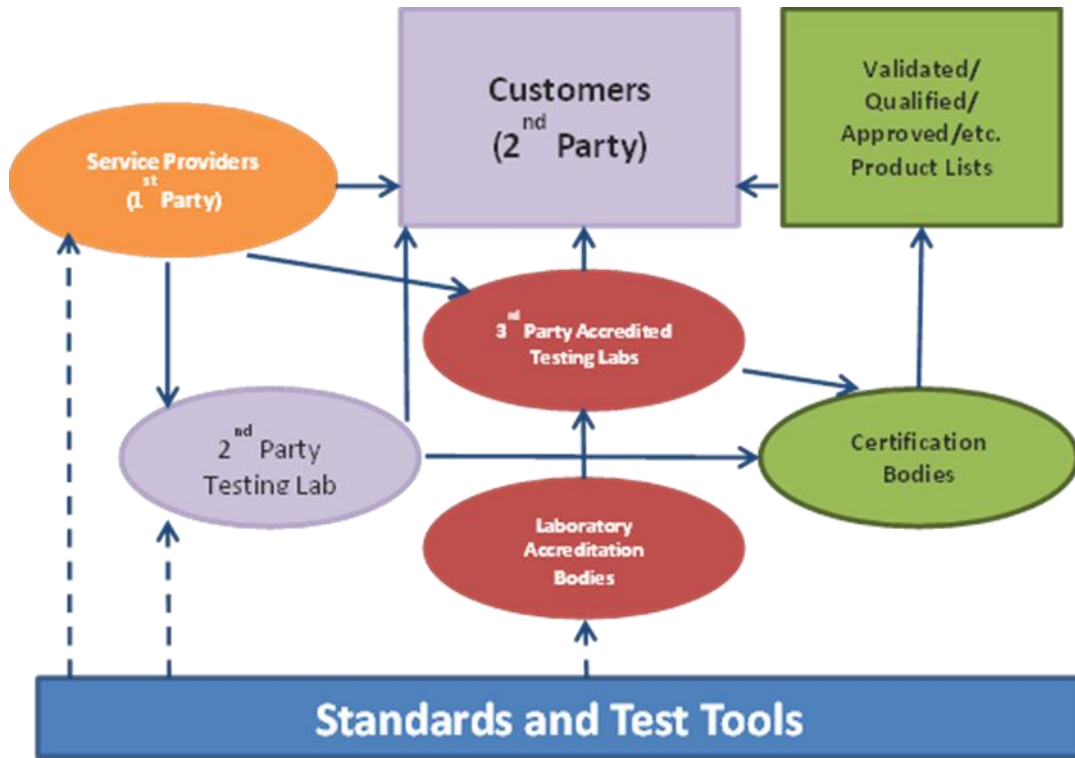 Customers
(2nd Party)
Validated/
Qualified/
Approved/etc.
Product Lists
Service Providers
(1st Party)
3nd Party Accredited
Testing Labs
2nd Party
Testing Lab
Certification
Bodies
Laboratory
Accreditation
Bodies
Standards and Test Tools